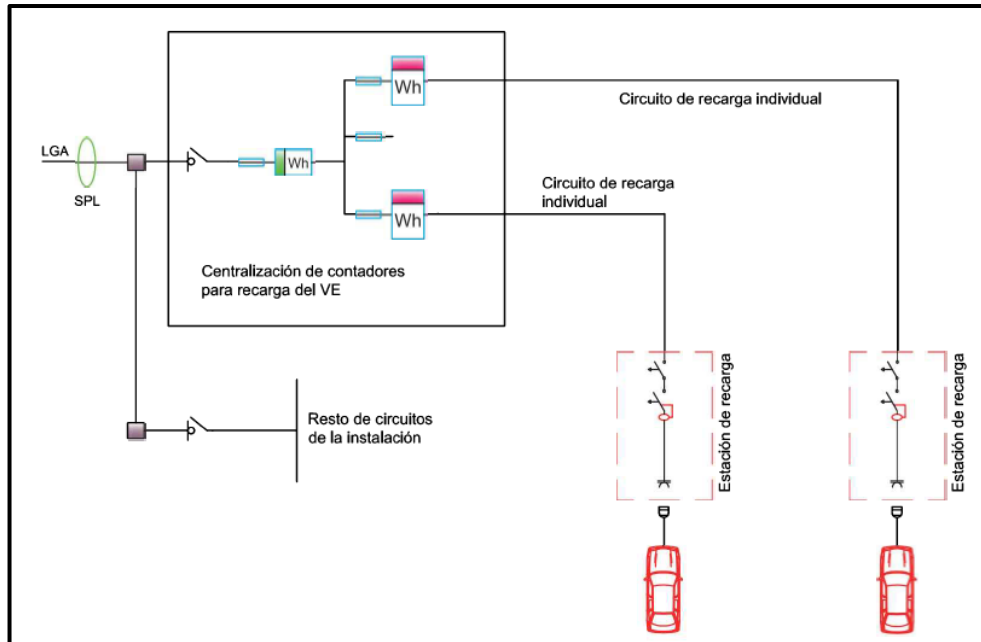 LGA
SPL
Wh
Wh
Wh
Circuito de recarga individual
Circuito de recarga
individual
Centralización de contadores
para recarga del VE
Resto de circuitos
de la instalación
Estación de recarga
Estación de recarga